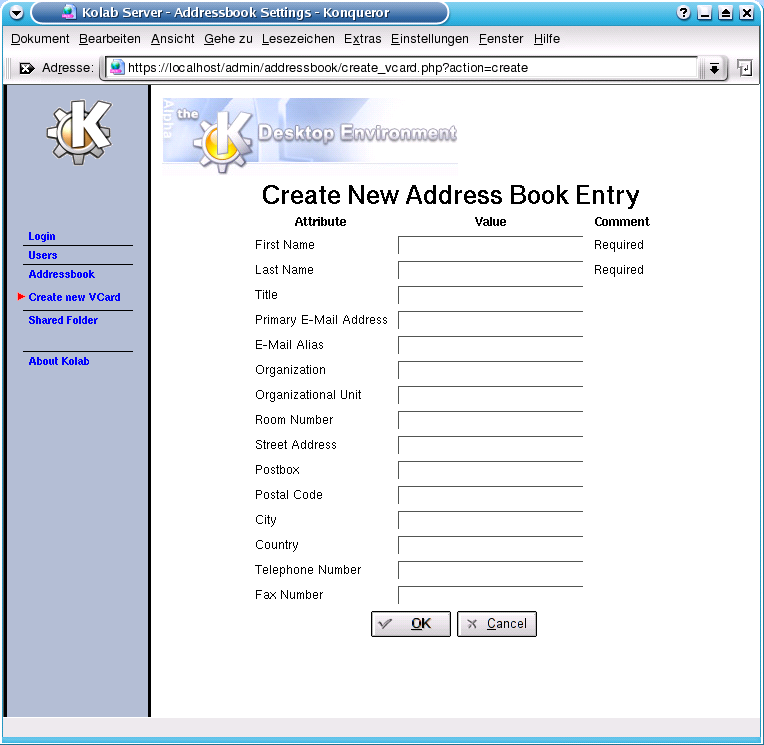 Kolab Server - Addressbook Settings - Konqueror
Dokument Bearbeiten Ansicht Gehe zu Lesezeichen Extras Einstellungen Fenster Hilfe
Adresse: https://localhost/admin/addressbook/create_vcard.php?action=create
Alpha
the
K Desktop Environment
Create New Address Book Entry
Attribute Value Comment
First Name Required
Last Name Required
Title
Primary E-Mail Address
E-Mail Alias
Organization
Organizational Unit
Room Number
Street Address
Postbox
Postal Code
City
Country
Telephone Number
Fax Number
OK Cancel
K
Login
Users
Addressbook
Create new VCard
Shared Folder
About Kolab